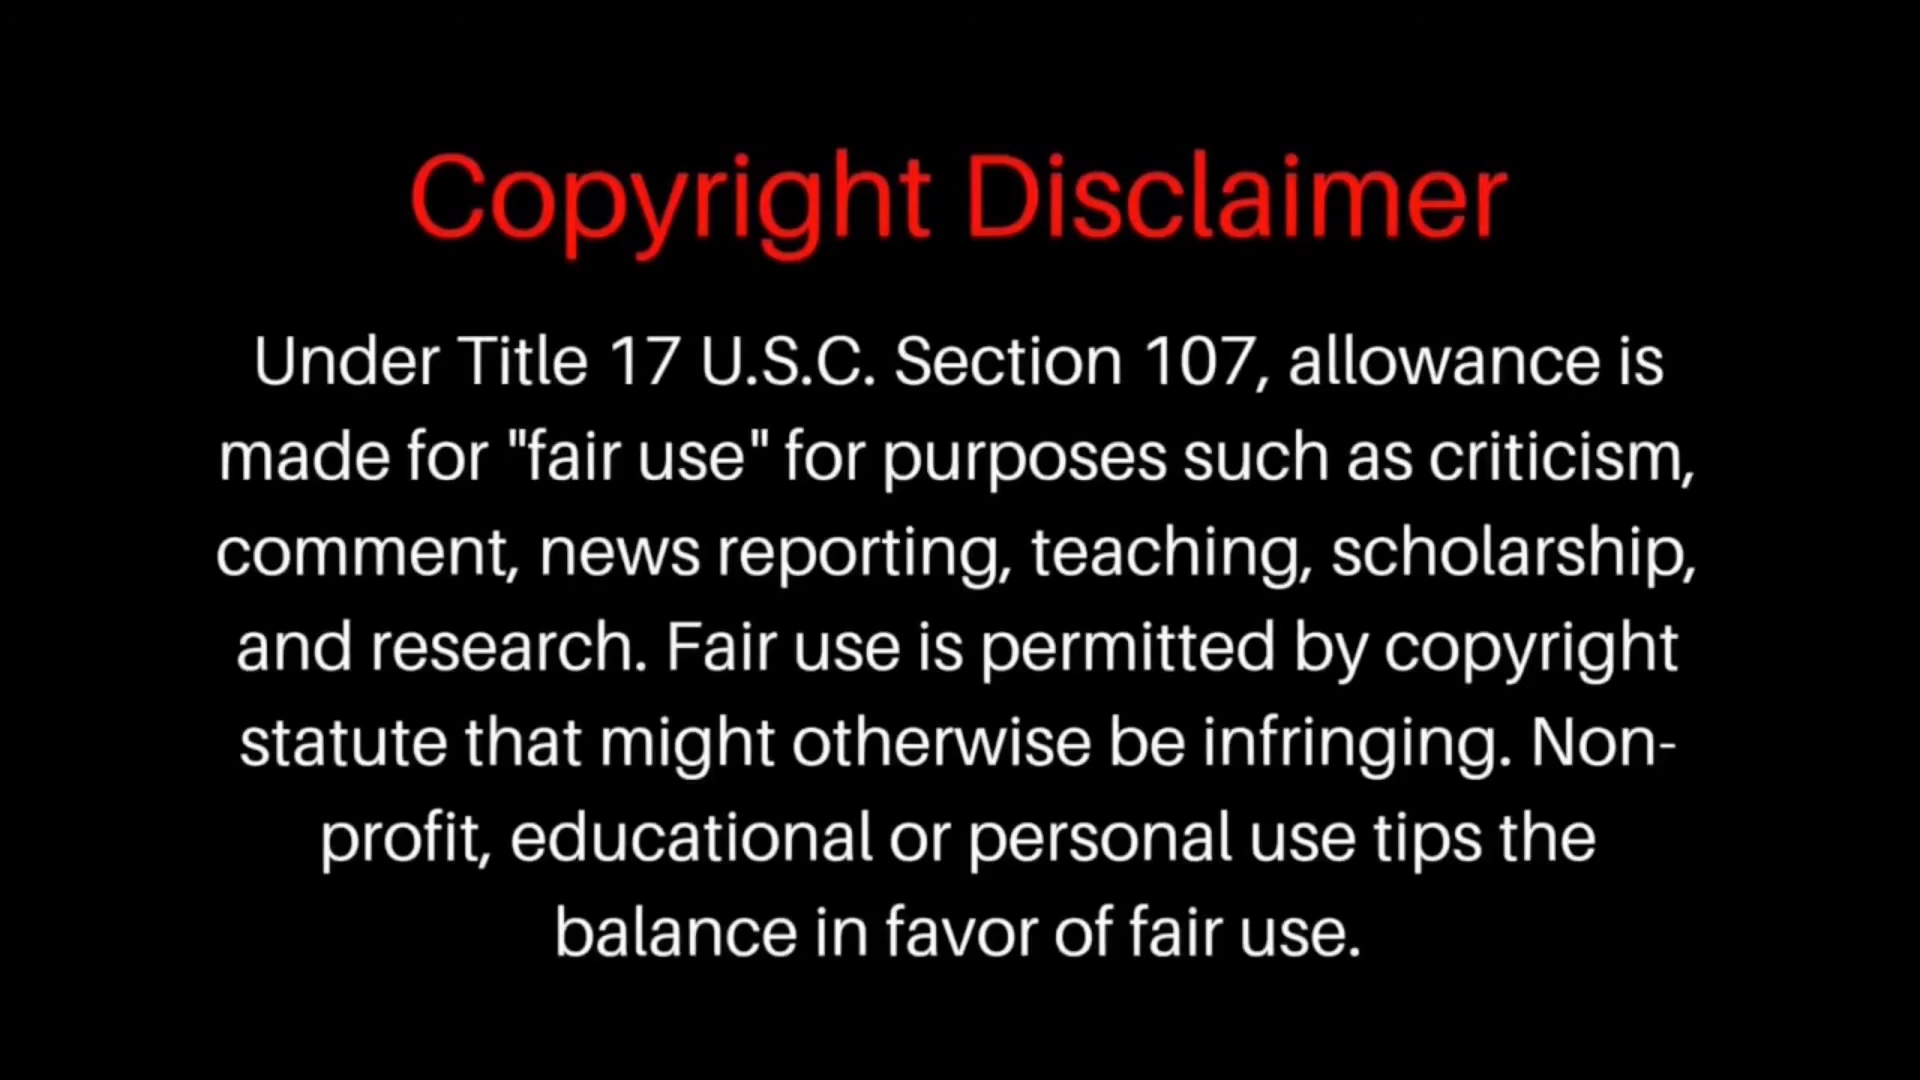 Copyright Disclaimer
Under Title 17 U.S.C. Section 107, allowance is
made for "fair use" for purposes such as criticism,
comment, news reporting, teaching, scholarship,
and research. Fair use is permitted by copyright
statute that might otherwise be infringing. Non-
profit, educational or personal use tips the
balance in favor of fair use.